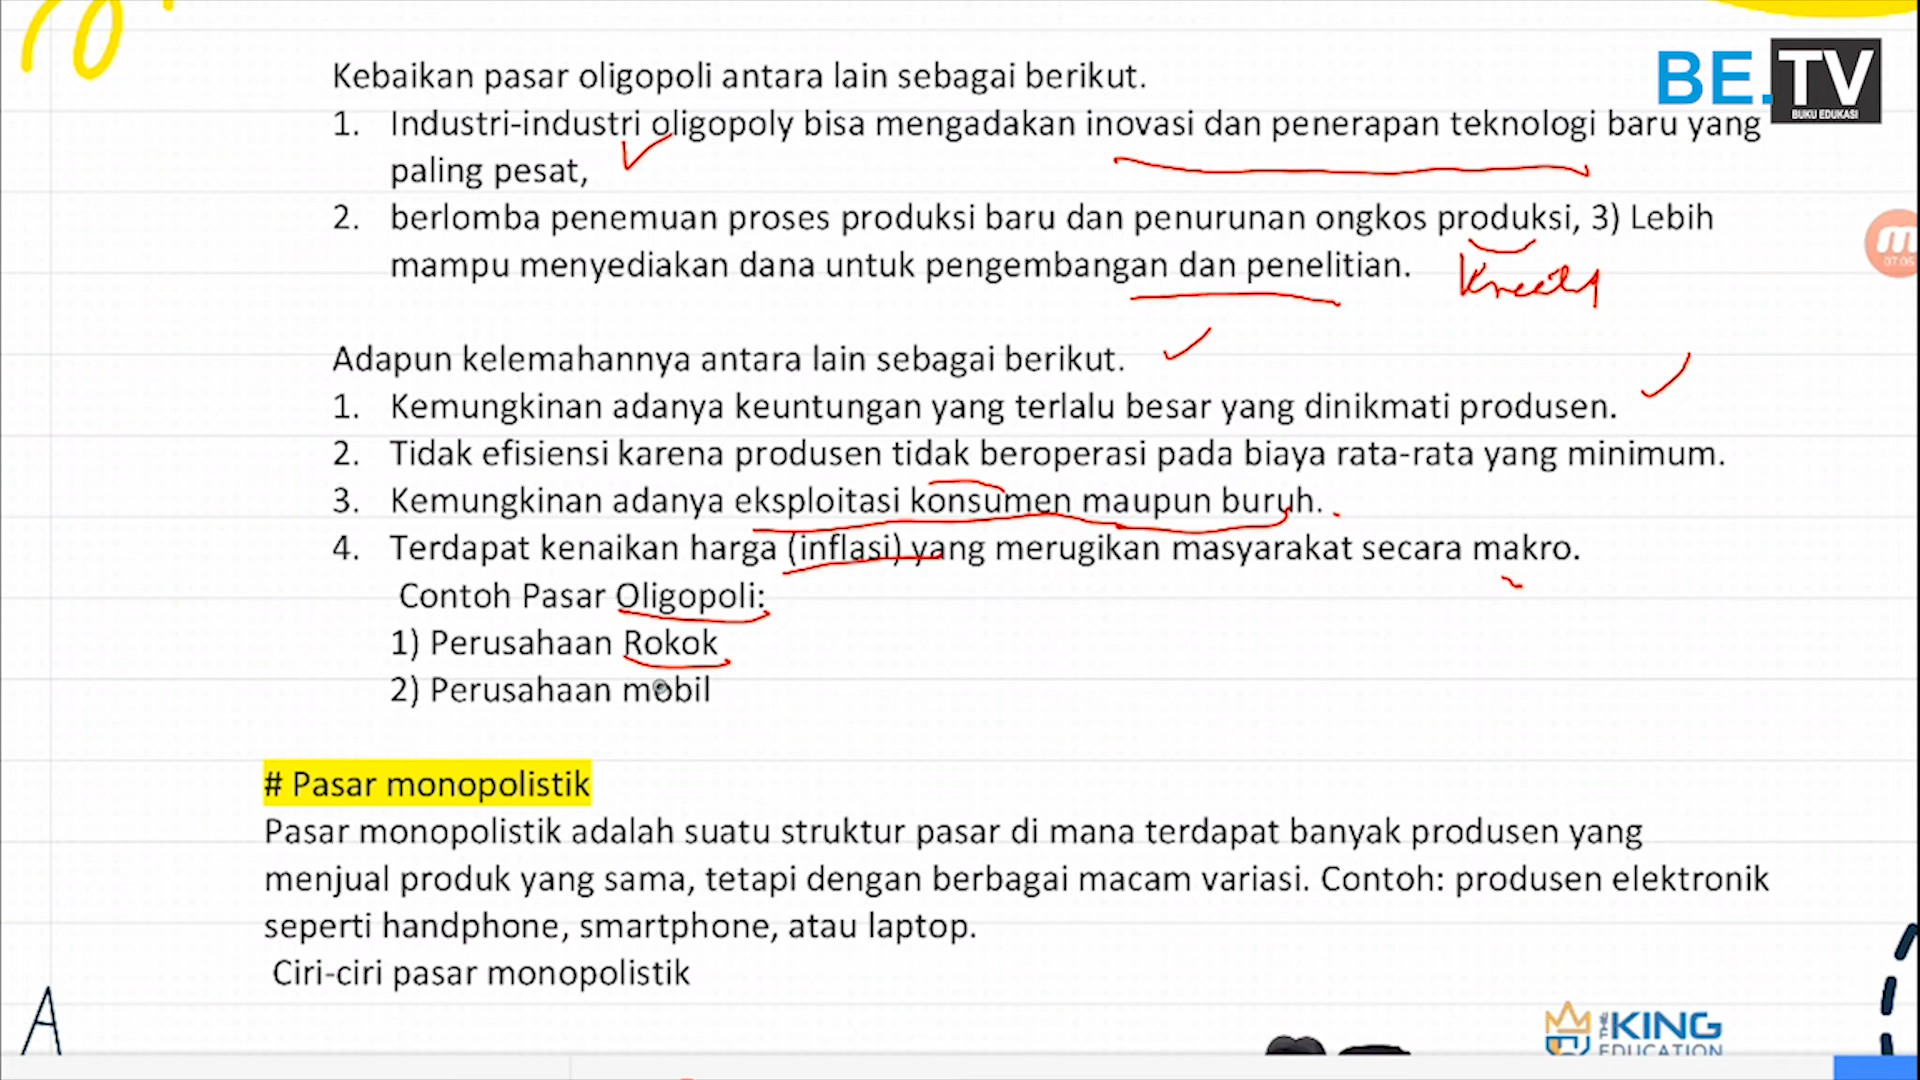 BE.TV
BUKU EDUKASI
Kebaikan pasar oligopoli antara lain sebagai berikut.
1. Industri-industri oligopoly bisa mengadakan inovasi dan penerapan teknologi baru yang
paling pesat,
2. berlomba penemuan proses produksi baru dan penurunan ongkos produksi, 3) Lebih
mampu menyediakan dana untuk pengembangan dan penelitian.
07:05
Adapun kelemahannya antara lain sebagai berikut.
1. Kemungkinan adanya keuntungan yang terlalu besar yang dinikmati produsen.
2. Tidak efisiensi karena produsen tidak beroperasi pada biaya rata-rata yang minimum.
3. Kemungkinan adanya eksploitasi konsumen maupun buruh.
4. Terdapat kenaikan harga (inflasi) yang merugikan masyarakat secara makro.
Contoh Pasar Oligopoli:
1) Perusahaan Rokok
2) Perusahaan mobil
# Pasar monopolistik
Pasar monopolistik adalah suatu struktur pasar di mana terdapat banyak produsen yang
menjual produk yang sama, tetapi dengan berbagai macam variasi. Contoh: produsen elektronik
seperti handphone, smartphone, atau laptop.
Ciri-ciri pasar monopolistik
A
THE KING
EDUCATION